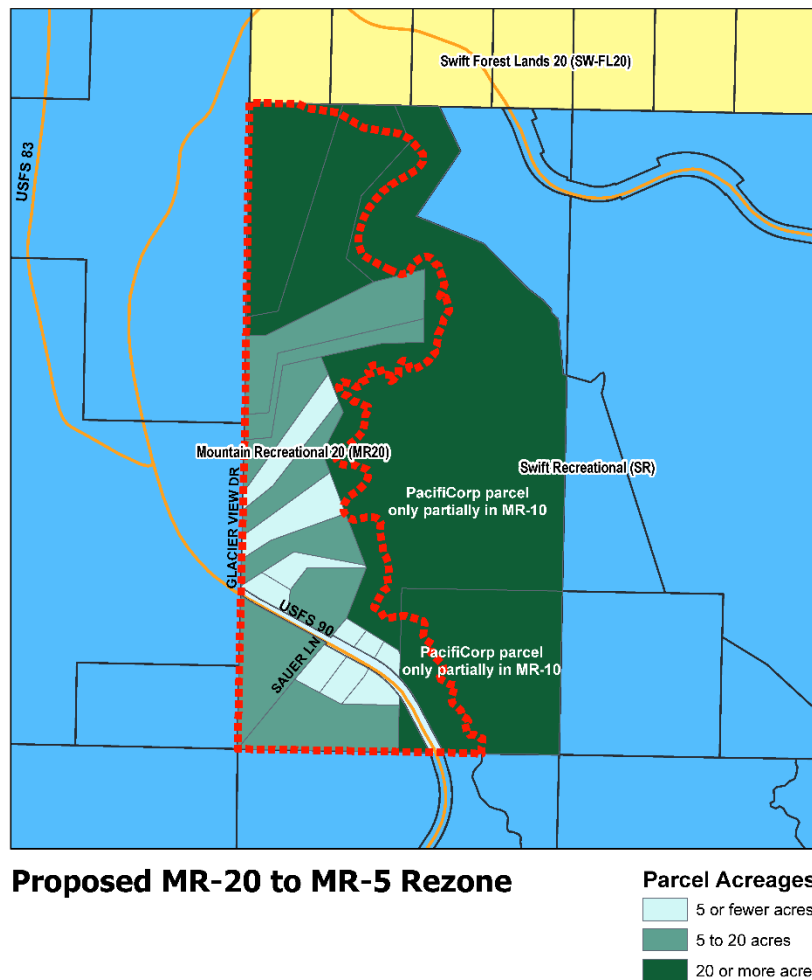 Swift Forest Lands 20 (SW-FL20)
USFS 83
Mountain Recreational 20 (MR20)
Swift Recreational (SR)
PacifiCorp parcel
only partially in MR-10
GLACIER VIEW DR
USFS 90
SAUER LN
PacifiCorp parcel
only partially in MR-10
Proposed MR-20 to MR-5 Rezone
Parcel Acreages
5 or fewer acres
5 to 20 acres
20 or more acre